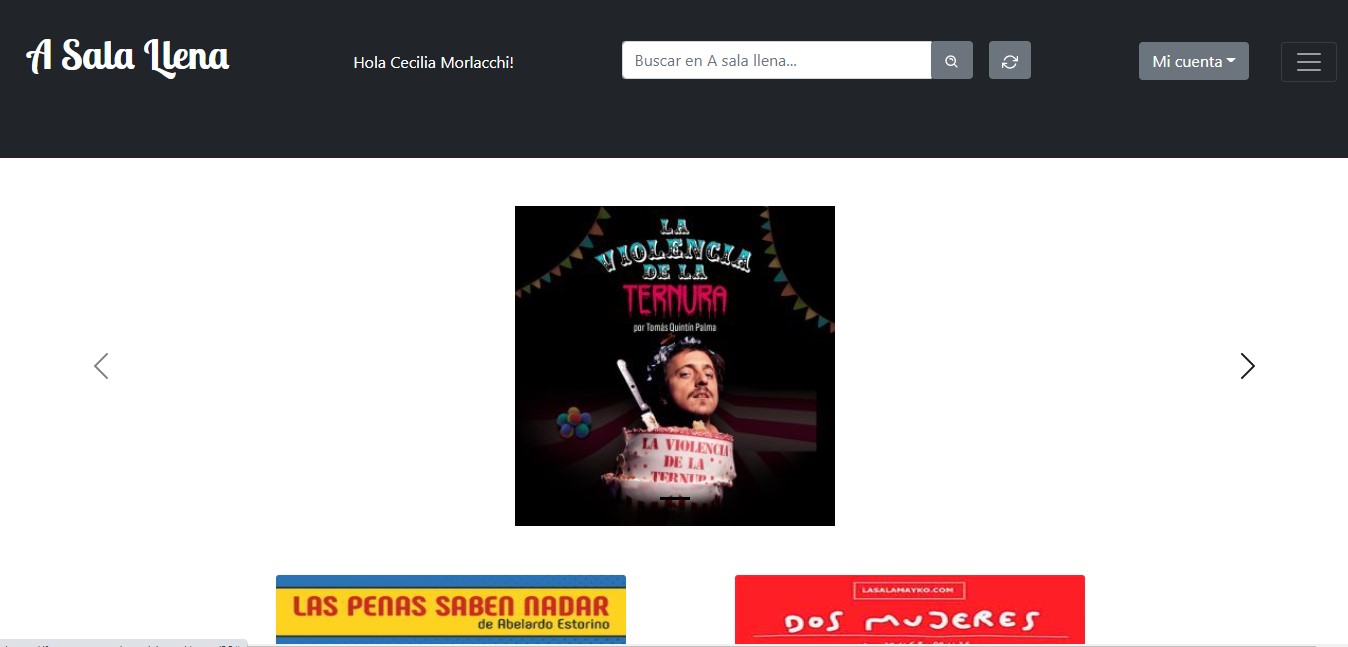 A Sala Llena
Hola Cecilia Morlacchi!
Buscar en A sala llena...
Mi cuenta
LA
VIOLENCIA
DE LA
TERNURA
por Tomás Quintín Palma
LA VIOLENCIA
DE LA
TERNURA
LAS PENAS SABEN NADAR
de Abelardo Estorino
LASALAMAYKO.COM
DOS MUJERES